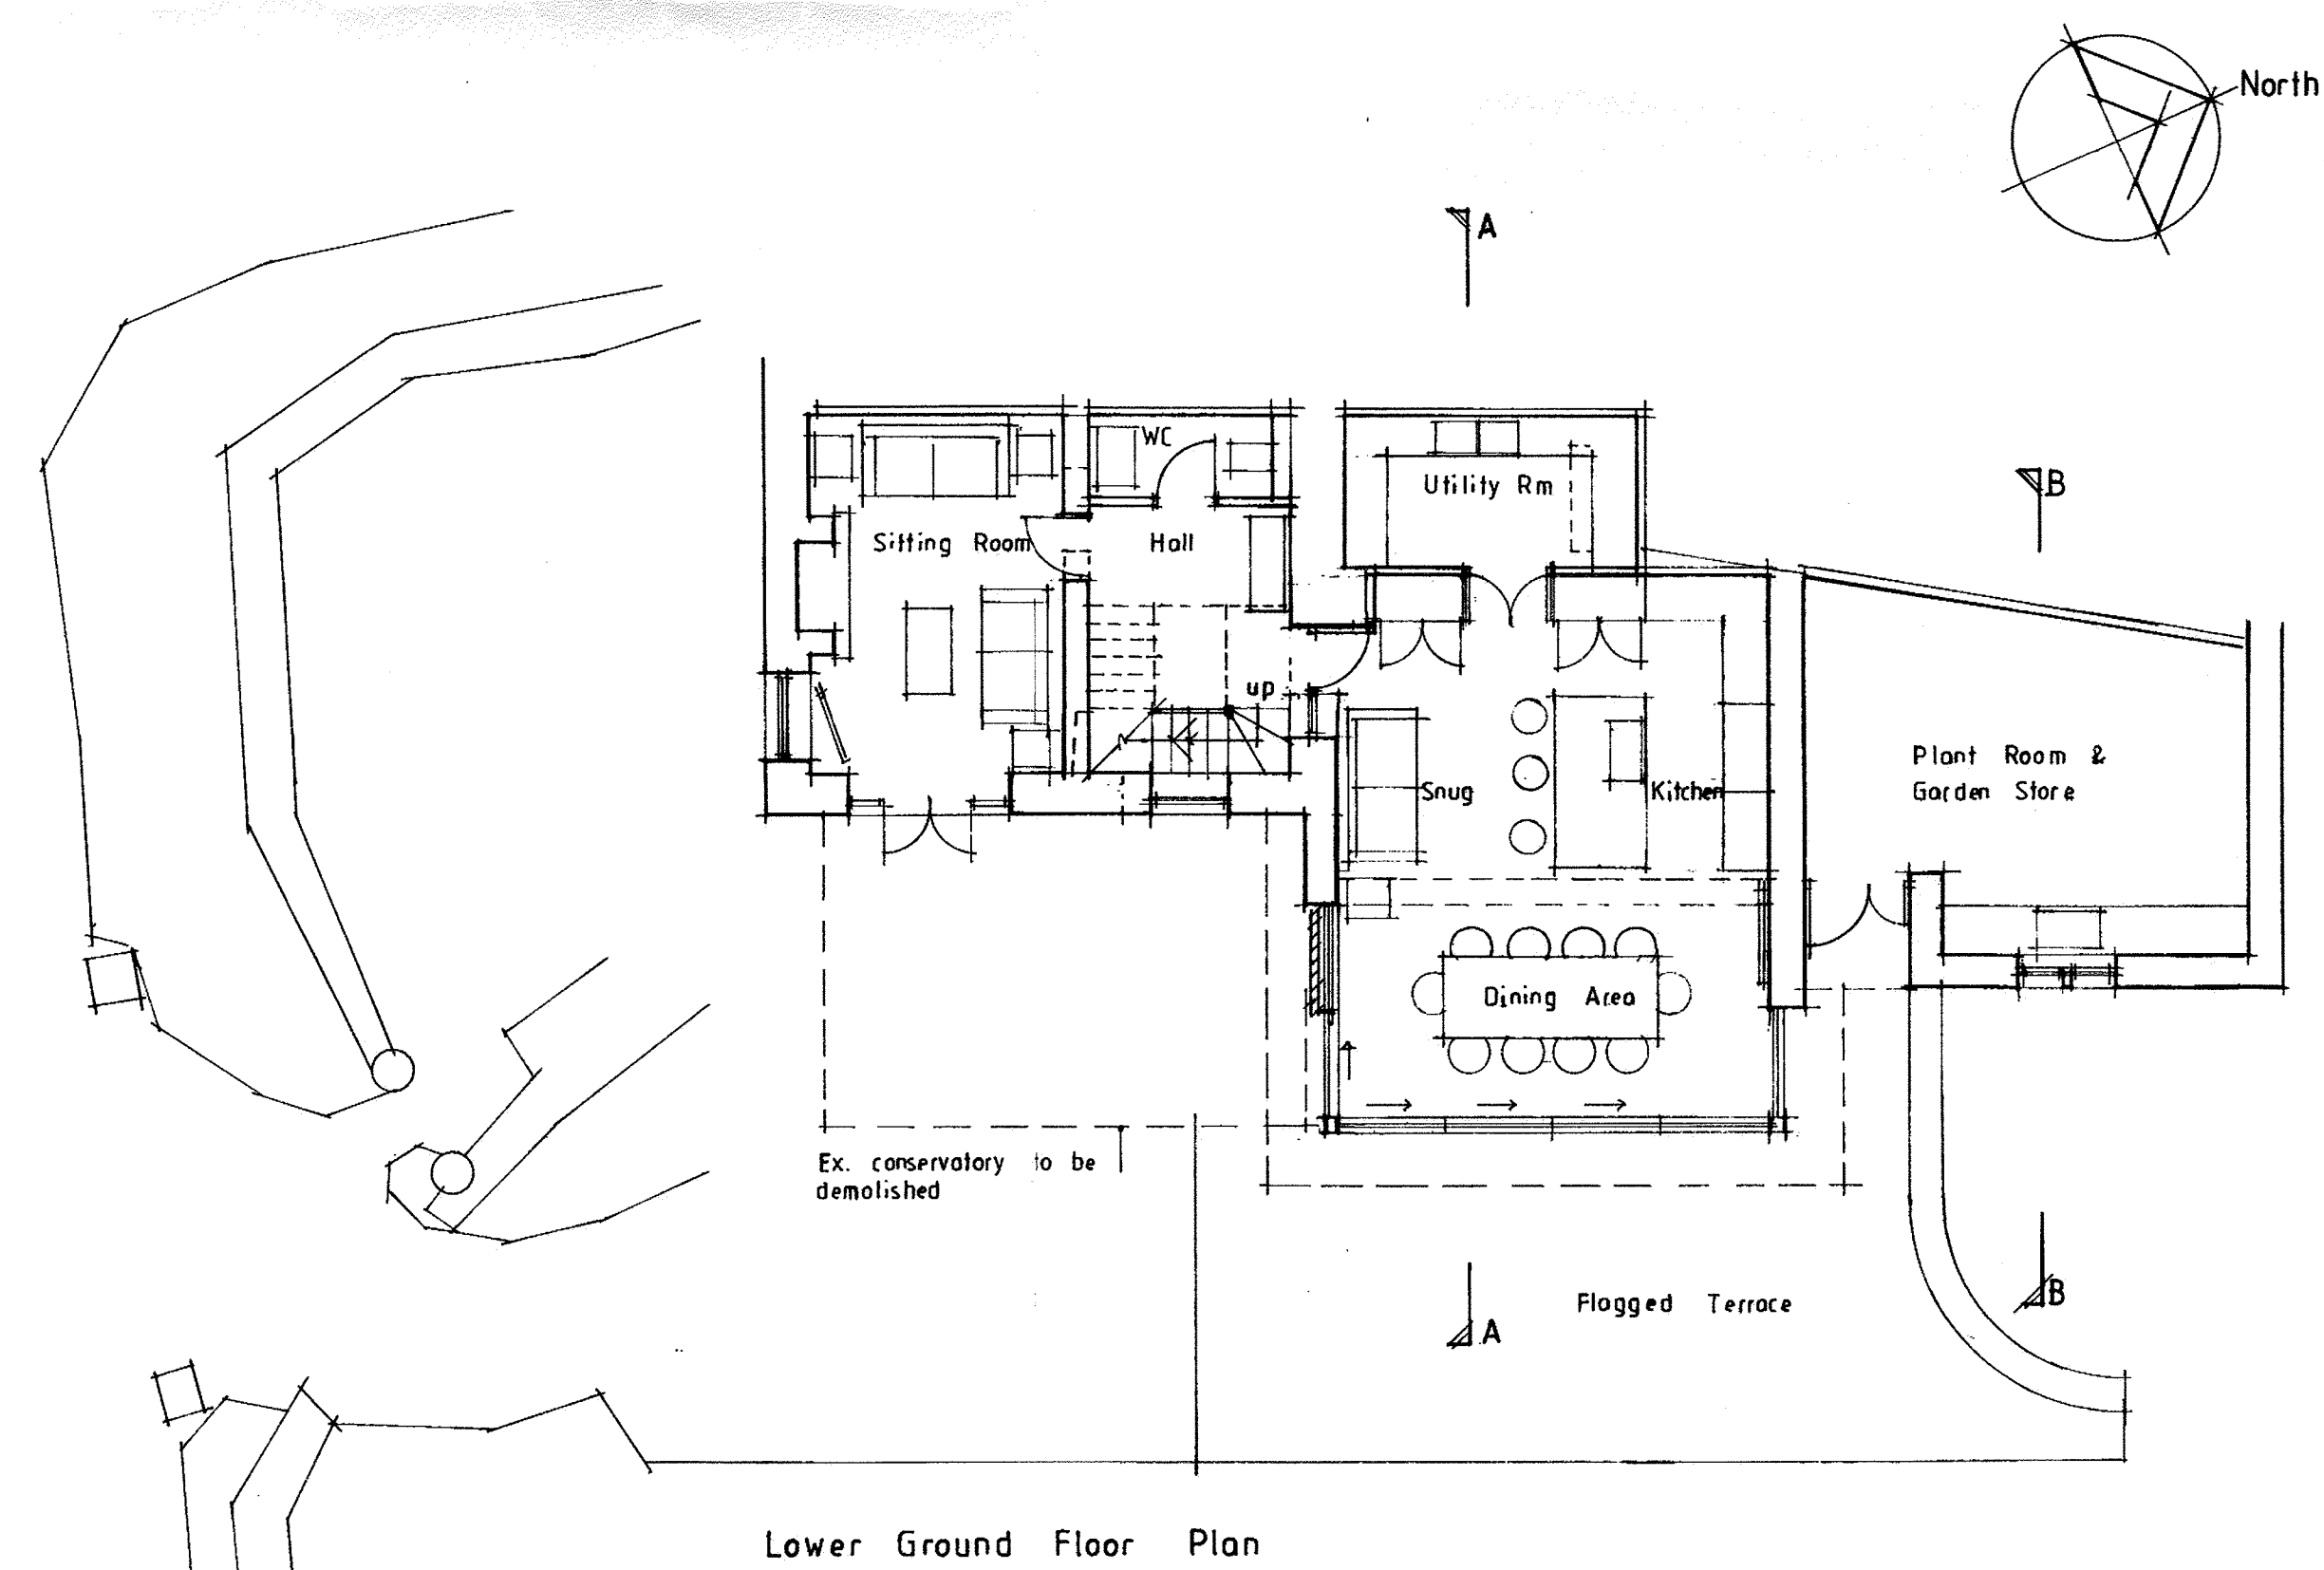 North
A
WC
Utility Rm
B
Sitting Room
Hall
up
Plant Room &
Garden Store
Snug
Kitchen
Dining Area
Ex. conservatory to be
demolished
B
Flagged Terrace
A
Lower Ground Floor Plan